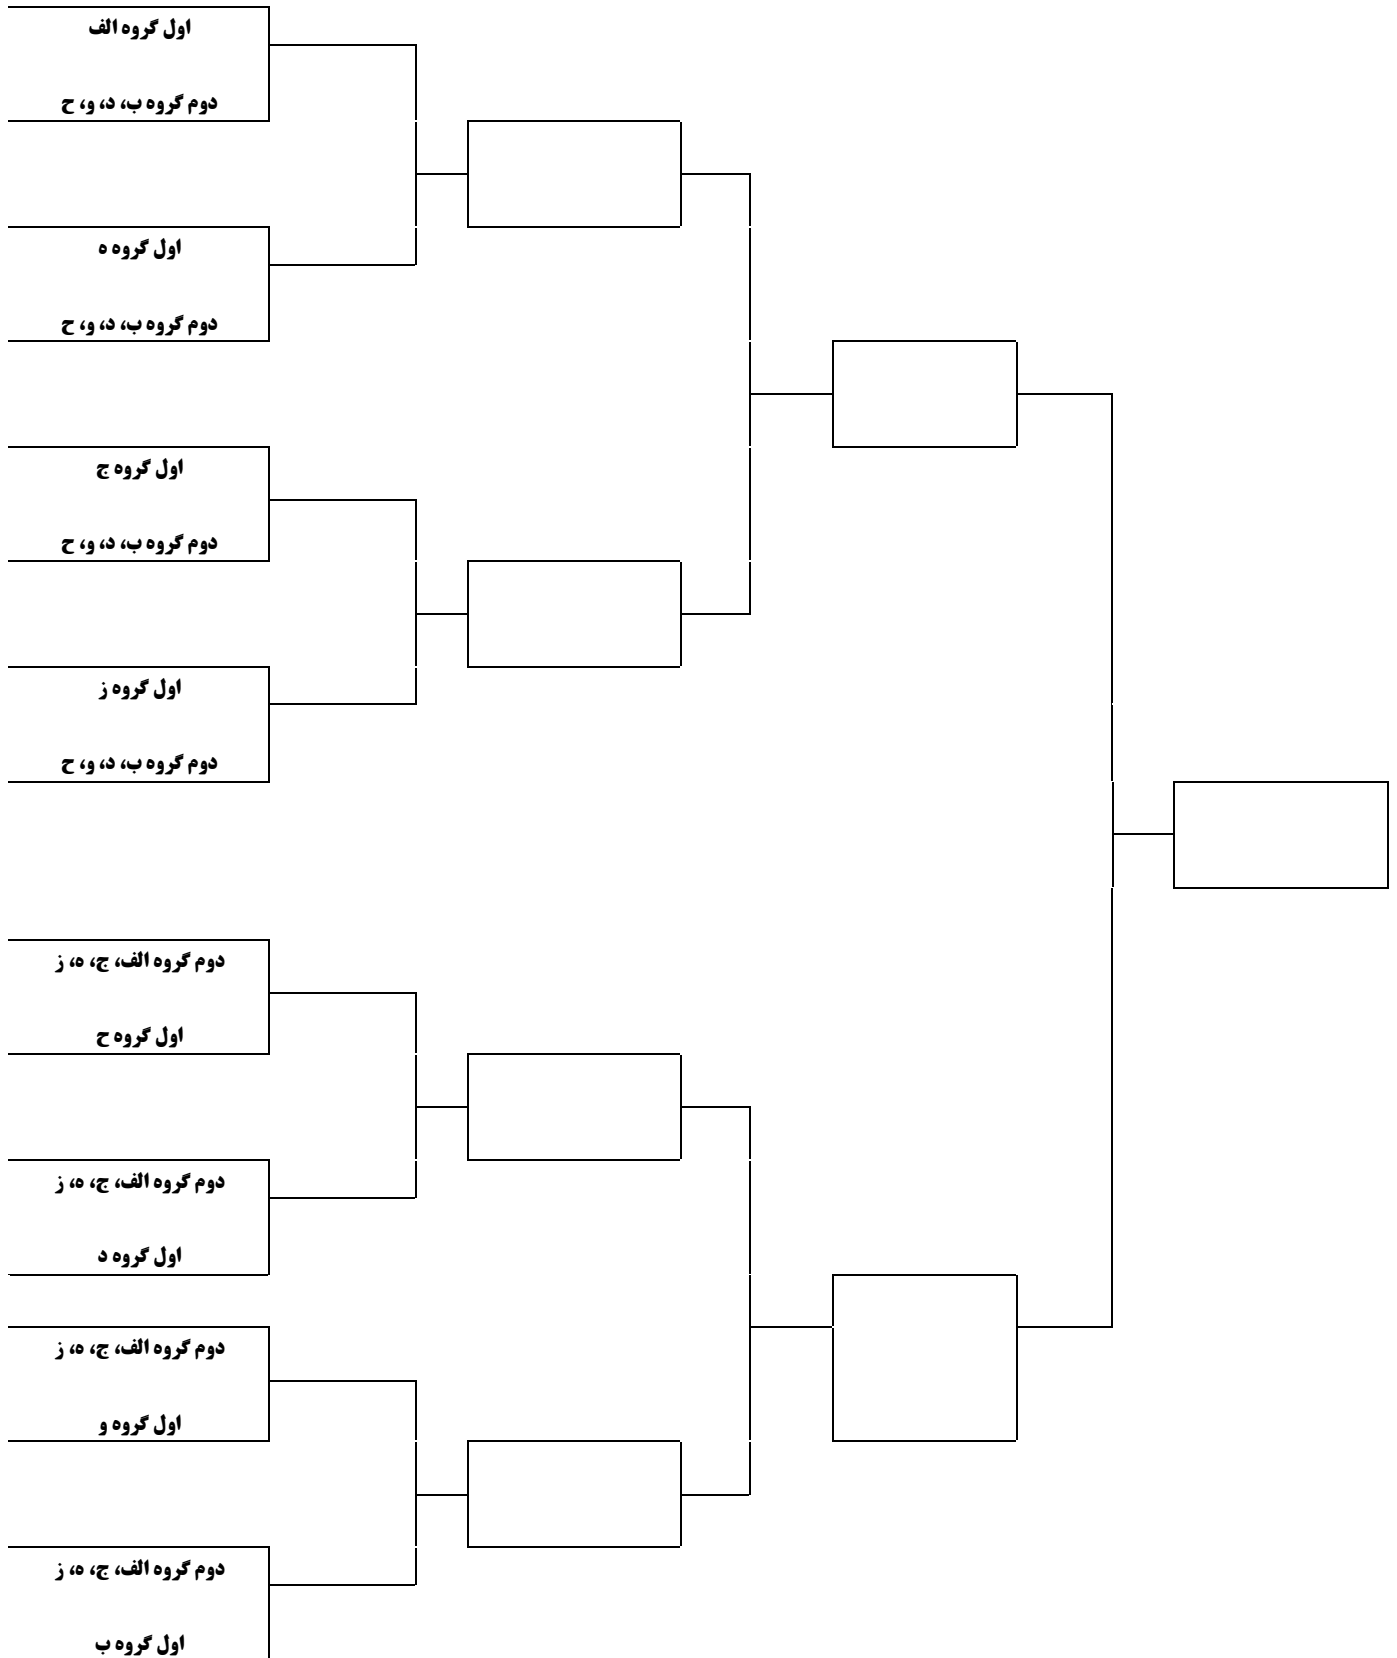 اول گروه الف
دوم گروه ب، د، و، ح
اول گروه ه
دوم گروه ب، د، و، ح
اول گروه ج
دوم گروه ب، د، و، ح
اول گروه ز
دوم گروه ب، د، و، ح
دوم گروه الف، ج، ه، ز
اول گروه ح
دوم گروه الف، ج، ه، ز
اول گروه د
دوم گروه الف، ج، ه، ز
اول گروه و
دوم گروه الف، ج، ه، ز
اول گروه ب